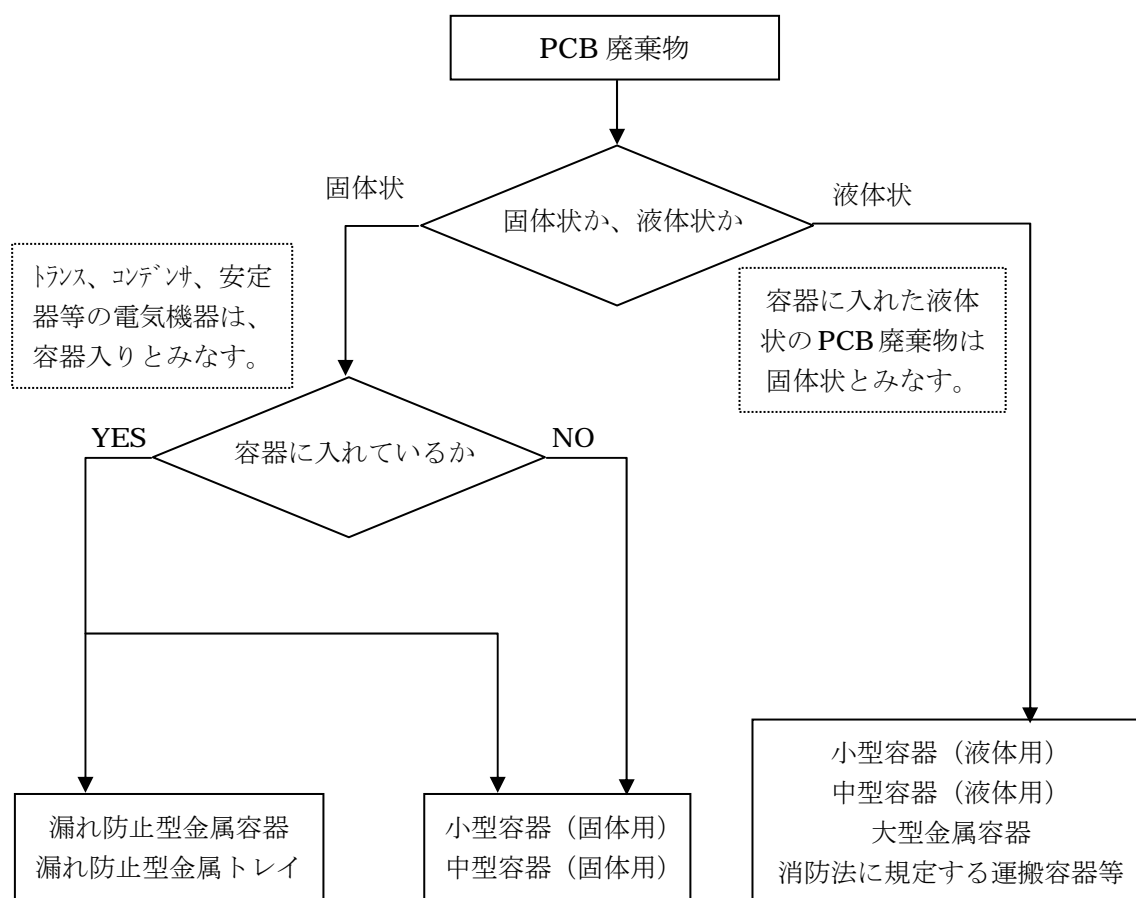 PCB 廃棄物
固体状
液体状
固体状か、液体状か
ﾄﾗﾝｽ、ｺﾝﾃﾞﾝｻ、安定
器等の電気機器は、
容器入りとみなす。
容器に入れた液体
状の PCB 廃棄物は
固体状とみなす。
YES
NO
容器に入れているか
漏れ防止型金属容器
漏れ防止型金属トレイ
小型容器（固体用）
中型容器（固体用）
小型容器（液体用）
中型容器（液体用）
大型金属容器
消防法に規定する運搬容器等